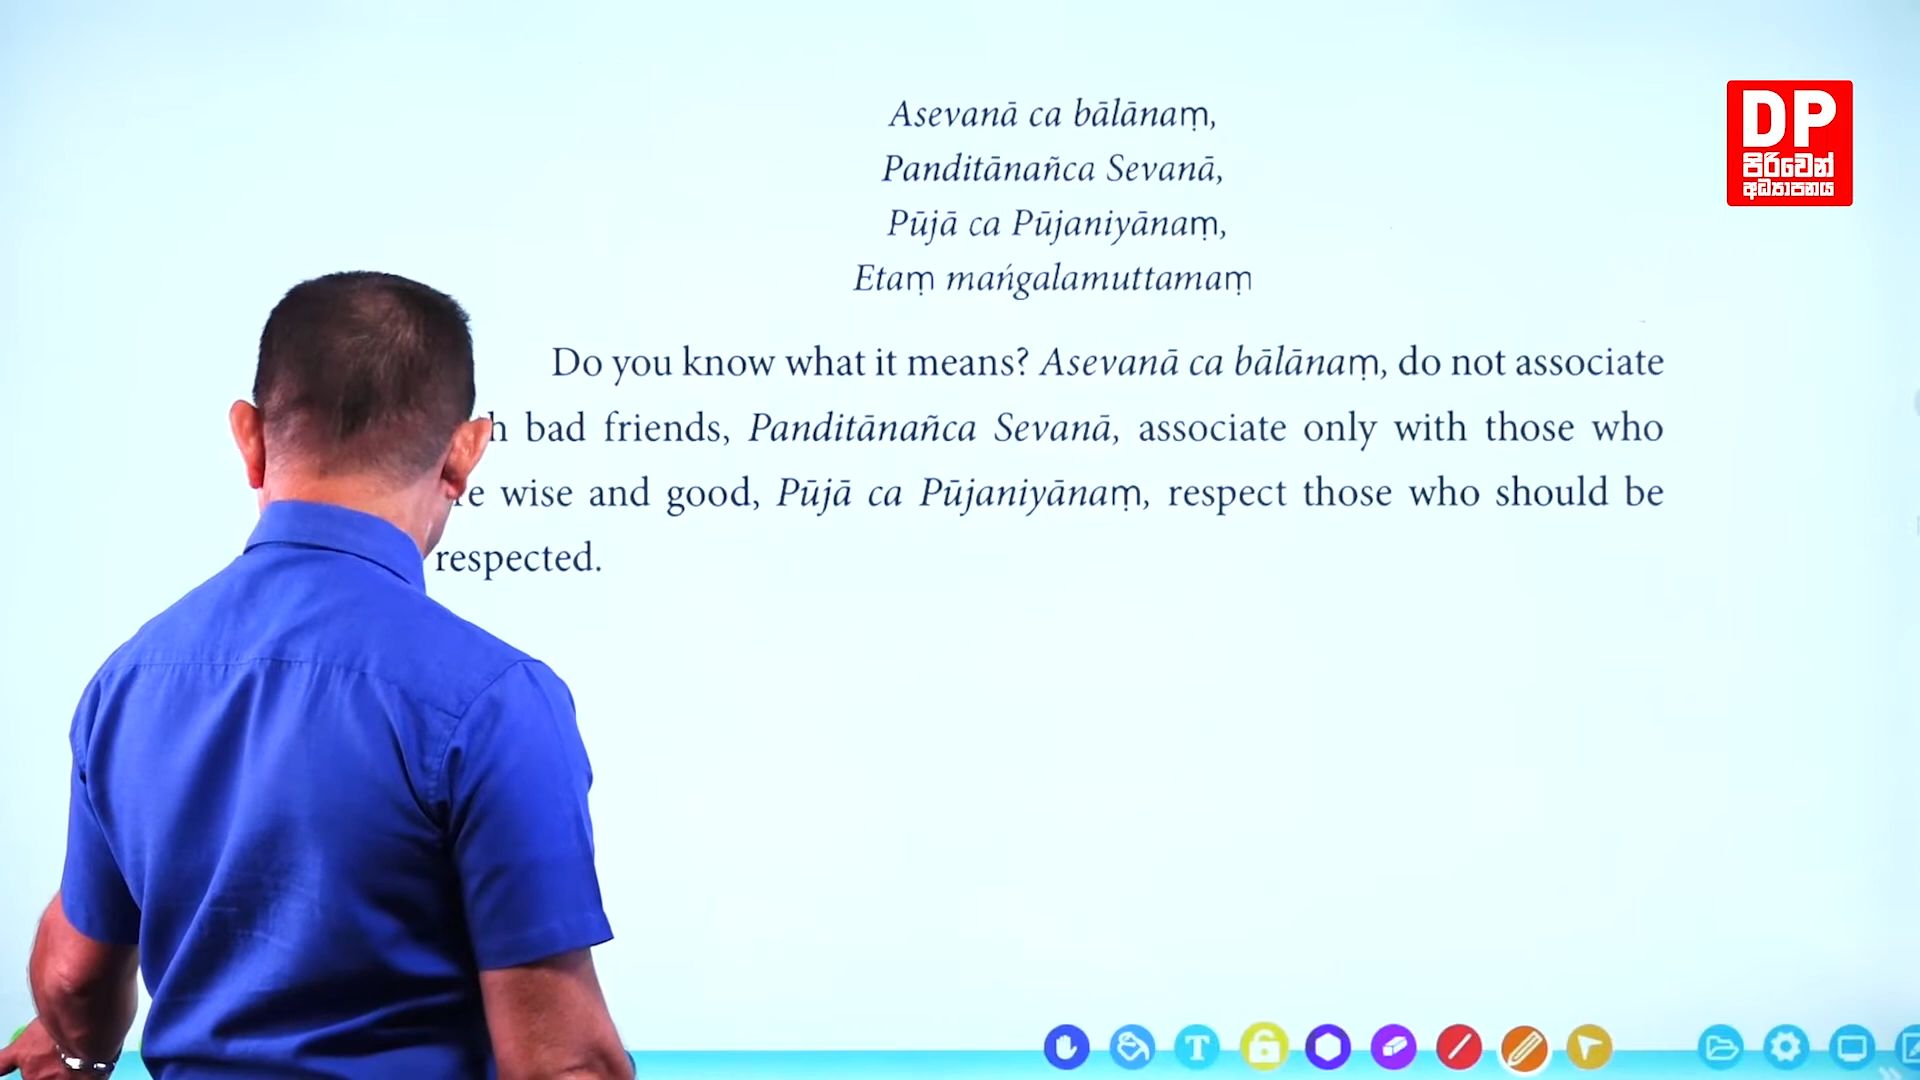 DP
පිරිවෙන්
අධ්‍යාපනය
Asevanā ca bālānaṃ,
Panditānañca Sevanā,
Pūjā ca Pūjaniyānaṃ,
Etaṃ mańgalamuttamaṃ
Do you know what it means? Asevanā ca bālānaṃ, do not associate
bad friends, Panditānañca Sevanā, associate only with those who
wise and good, Pūjā ca Pūjaniyānaṃ, respect those who should be
respected.
T